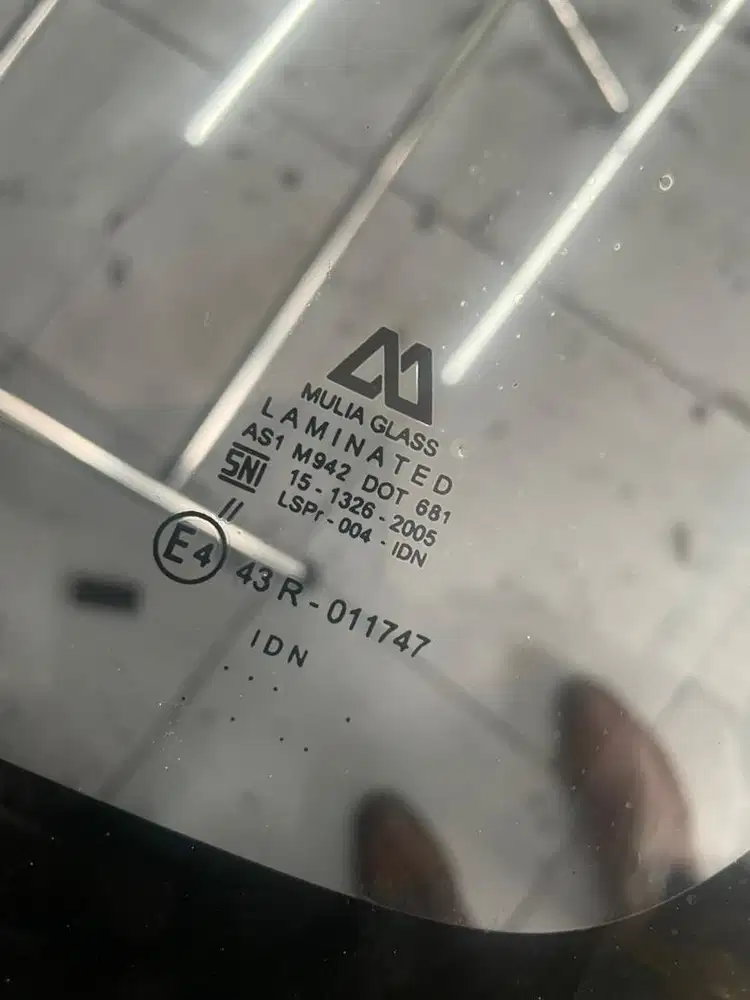 MULIA GLASS
LAMINATED
AS1 M942 DOT 681
SNI 15 - 1326 - 2005
LSPr - 004 - IDN
//
E4 43 R - 011747
IDN